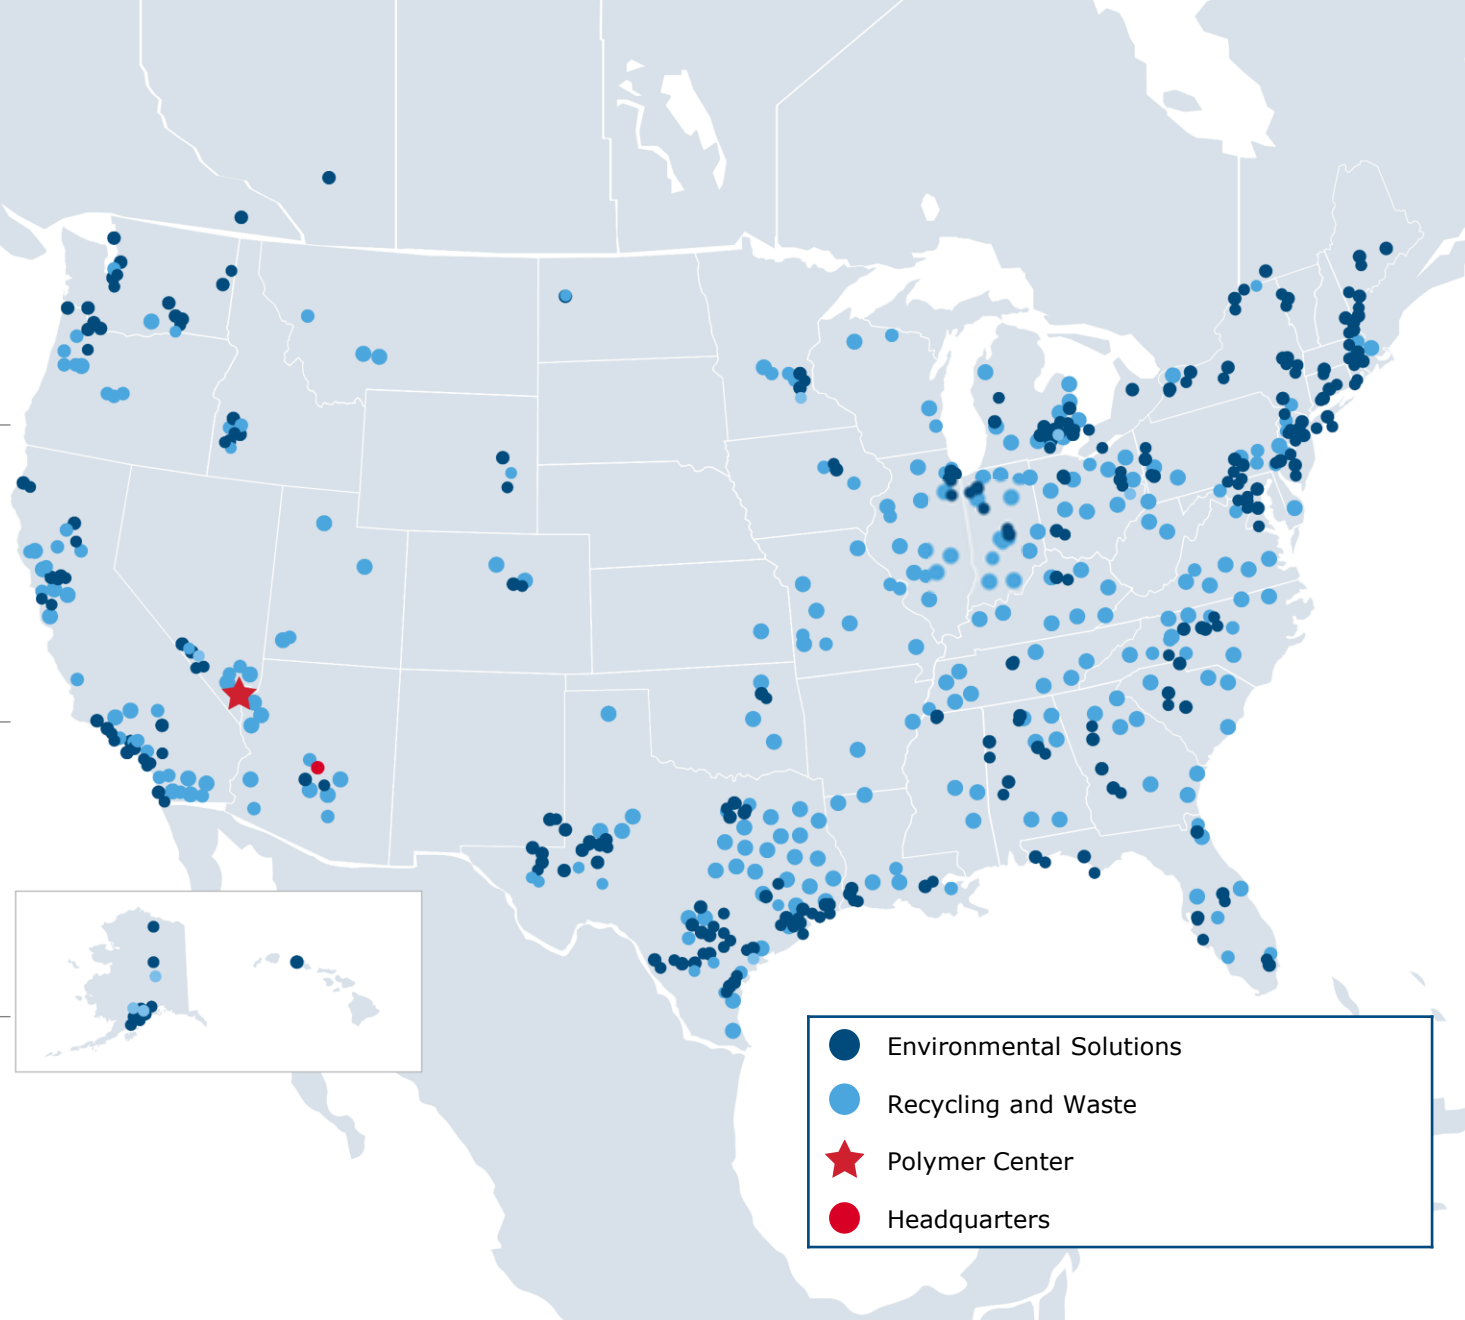 Environmental Solutions
Recycling and Waste
Polymer Center
Headquarters